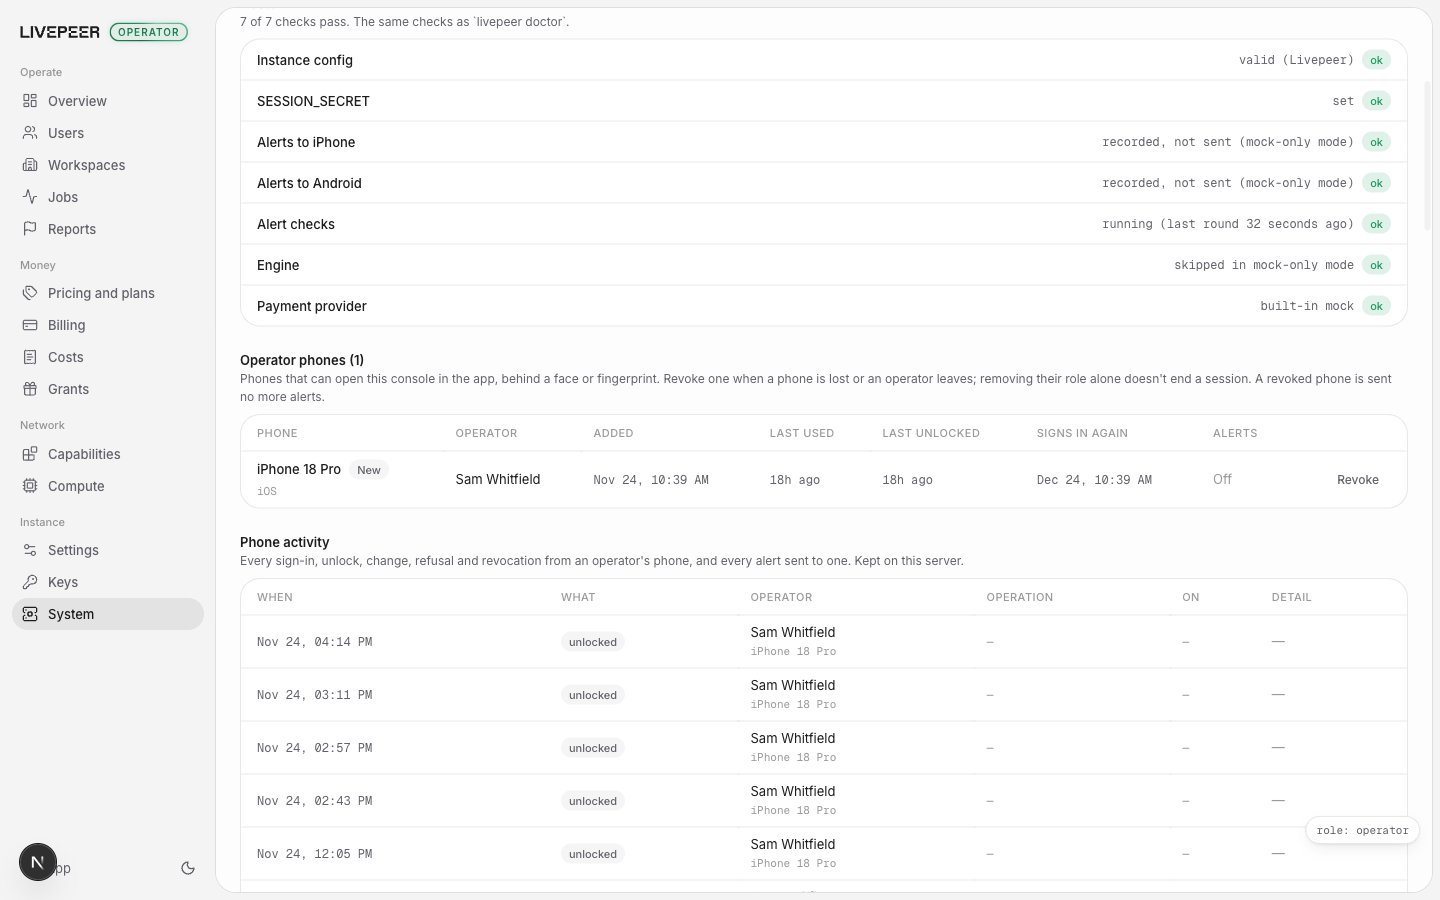 LIVEPEER OPERATOR
Operate
Overview
Users
Workspaces
Jobs
Reports
Money
Pricing and plans
Billing
Costs
Grants
Network
Capabilities
Compute
Instance
Settings
Keys
System
N
pp
7 of 7 checks pass. The same checks as `livepeer doctor`.
Instance config valid (Livepeer) ok
SESSION_SECRET set ok
Alerts to iPhone recorded, not sent (mock-only mode) ok
Alerts to Android recorded, not sent (mock-only mode) ok
Alert checks running (last round 32 seconds ago) ok
Engine skipped in mock-only mode ok
Payment provider built-in mock ok
Operator phones (1)
Phones that can open this console in the app, behind a face or fingerprint. Revoke one when a phone is lost or an operator leaves; removing their role alone doesn't end a session. A revoked phone is sent
no more alerts.
PHONE OPERATOR ADDED LAST USED LAST UNLOCKED SIGNS IN AGAIN ALERTS
iPhone 18 Pro New
iOS
Sam Whitfield Nov 24, 10:39 AM 18h ago 18h ago Dec 24, 10:39 AM Off Revoke
Phone activity
Every sign-in, unlock, change, refusal and revocation from an operator's phone, and every alert sent to one. Kept on this server.
WHEN WHAT OPERATOR OPERATION ON DETAIL
Nov 24, 04:14 PM unlocked Sam Whitfield – – —
iPhone 18 Pro
Nov 24, 03:11 PM unlocked Sam Whitfield – – —
iPhone 18 Pro
Nov 24, 02:57 PM unlocked Sam Whitfield – – —
iPhone 18 Pro
Nov 24, 02:43 PM unlocked Sam Whitfield – – —
iPhone 18 Pro
Nov 24, 12:05 PM unlocked Sam Whitfield – – —
iPhone 18 Pro
role: operator